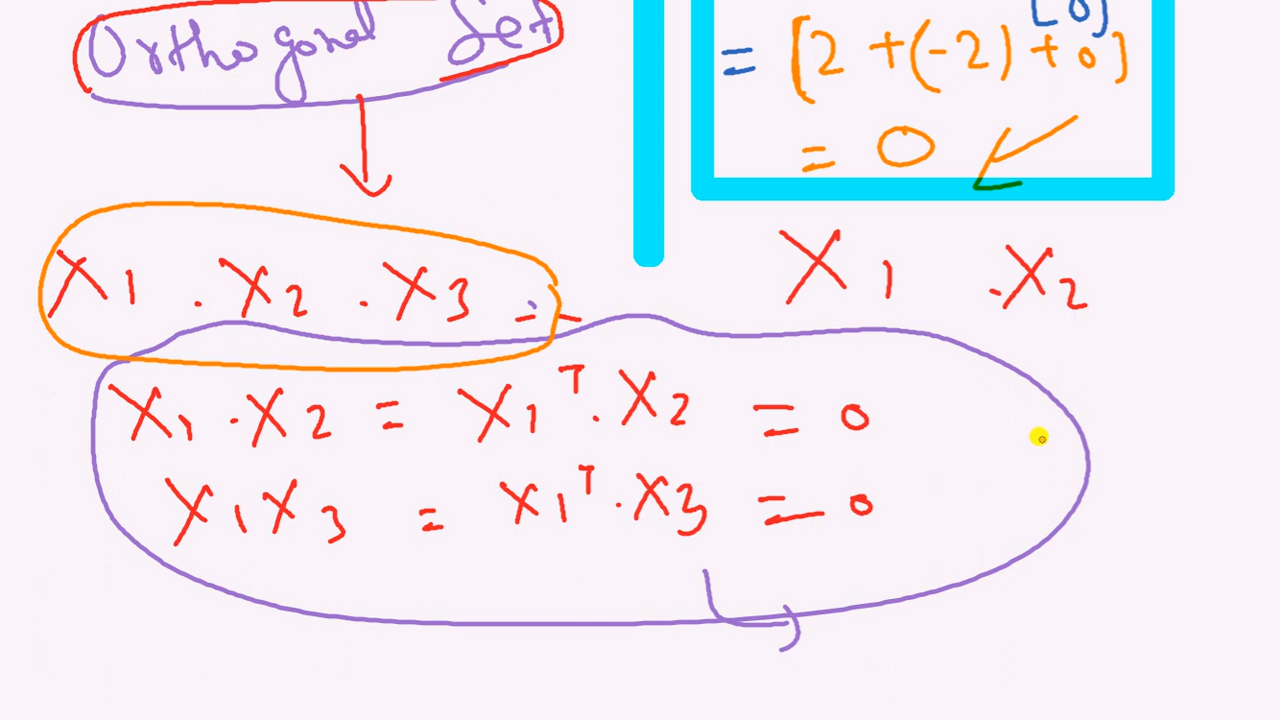 Orthogonal Set
[0]
= [2 + (-2) + 0]
= 0
X1 . X2 . X3 =-
X1 . X2
X1 . X2 = X1ᵀ . X2 = 0
X1X3 = X1ᵀ . X3 = 0